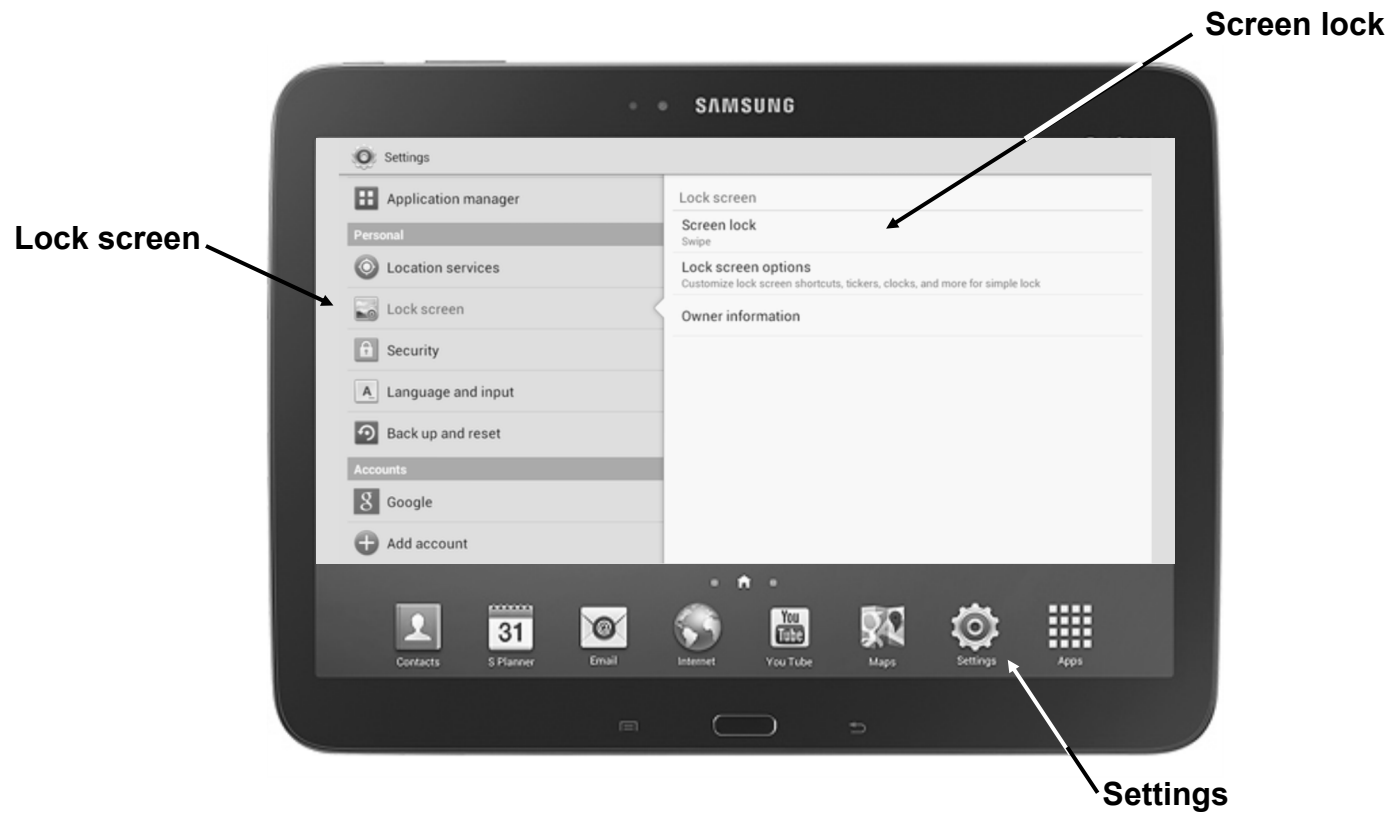 Screen lock
SAMSUNG
Settings
Application manager
Personal
Location services
Lock screen
Security
Language and input
Back up and reset
Accounts
Google
Add account
Lock screen
Screen lock
Swipe
Lock screen options
Customize lock screen shortcuts, tickers, clocks, and more for simple lock
Owner information
Lock screen
A
8
31
You
Tube
Contacts
S Planner
Email
Internet
You Tube
Maps
Settings
Apps
Settings